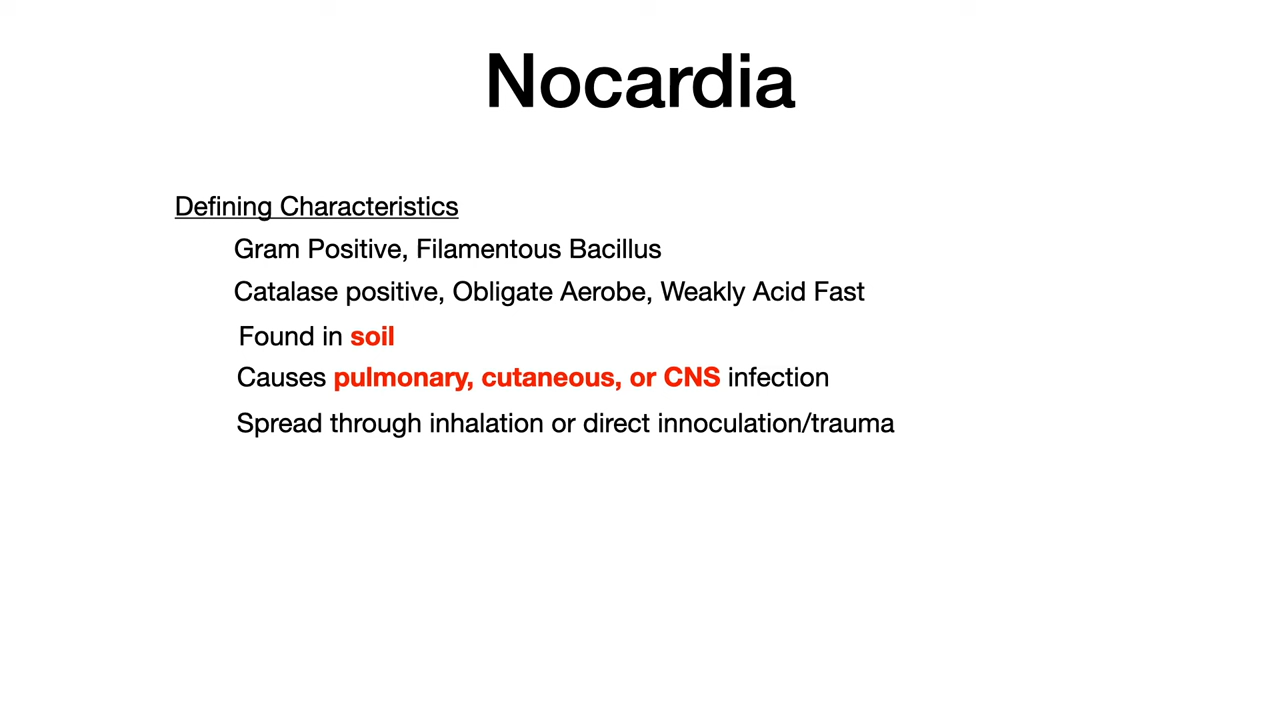 Nocardia
Defining Characteristics
Gram Positive, Filamentous Bacillus
Catalase positive, Obligate Aerobe, Weakly Acid Fast
Found in soil
Causes pulmonary, cutaneous, or CNS infection
Spread through inhalation or direct innoculation/trauma